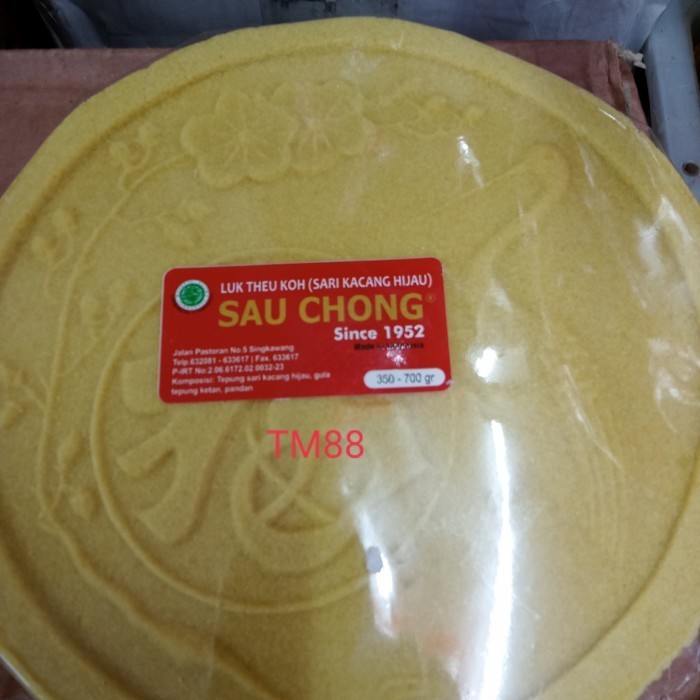 LUK THEU KOH (SARI KACANG HIJAU)
SAU CHONG®
Since 1952
Made
Jalan Pastoran No.5 Singkawang
Telp.632081 - 633617 | Fax. 633617
P-IRT No:2.06.6172.02.0032-23
Komposisi: Tepung sari kacang hijau, gula
tepung ketan, pandan
350 - 700 gr
TM88